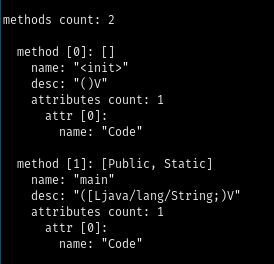 methods count: 2
method [0]: []
name: "<init>"
desc: "()V"
attributes count: 1
attr [0]:
name: "Code"
method [1]: [Public, Static]
name: "main"
desc: "([Ljava/lang/String;)V"
attributes count: 1
attr [0]:
name: "Code"